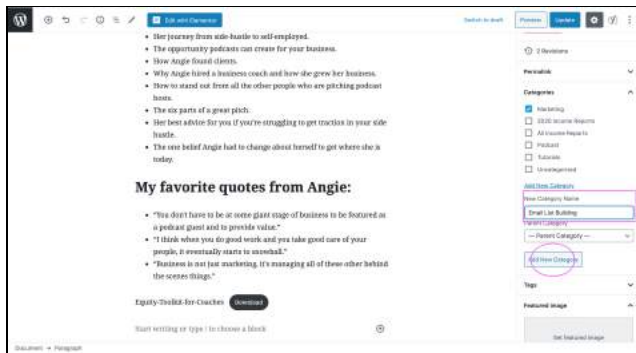 Edit with Elementor
Switch to draft
Preview
Update
Her journey from side-hustle to self-employed.
The opportunity podcasts can create for your business.
How Angie found clients.
Why Angie hired a business coach and how she grew her business.
How to stand out from all the other people who are pitching podcast
hosts.
The six parts of a great pitch.
Her best advice for you if you're struggling to get traction in your side
hustle.
The one belief Angie had to change about herself to get where she is
today.
My favorite quotes from Angie:
"You don't have to be at some giant stage of business to be featured as
a podcast guest and to provide value."
"I think when you do good work and you take good care of your
people, it eventually starts to snowball."
"Business is not just marketing, it's managing all of these other behind
the scenes things."
Equity-Toolkit-for-Coaches
Download
Start writing or type / to choose a block
Document → Paragraph
2 Revisions
Permalink
Categories
Marketing
2020 Income Reports
All Income Reports
Podcast
Tutorials
Uncategorized
Add New Category
New Category Name
Email List Building
Parent Category
— Parent Category —
Add New Category
Tags
Featured image
Set featured image